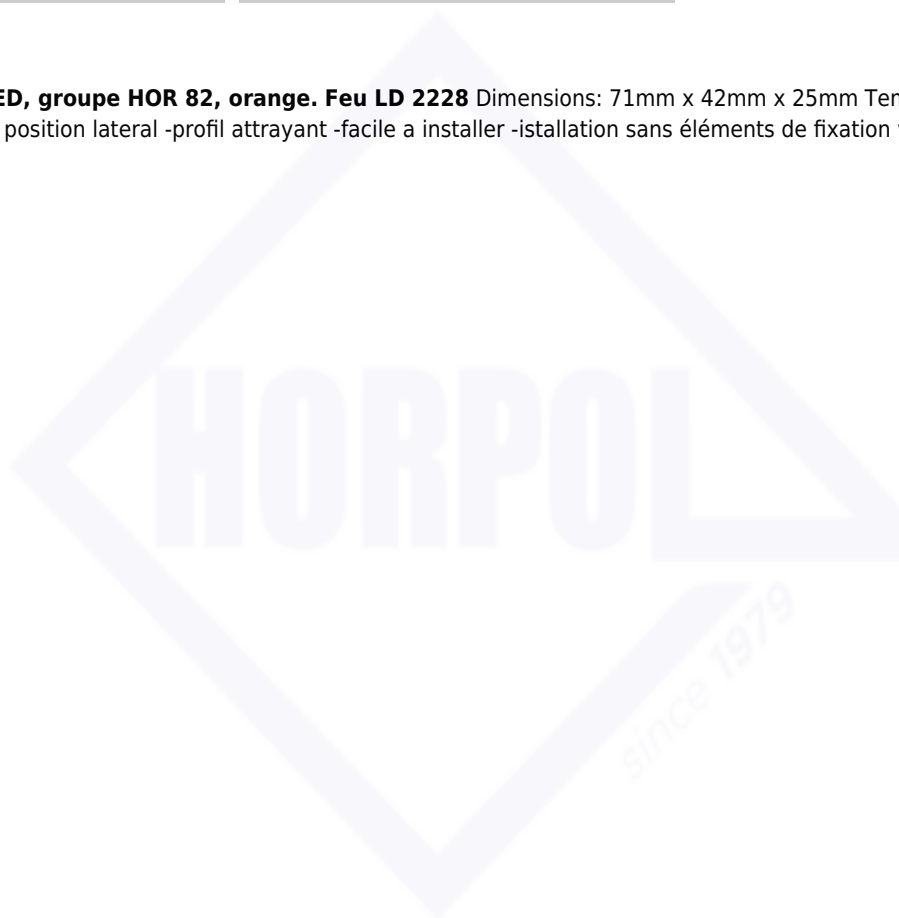 ED, groupe HOR 82, orange. Feu LD 2228 Dimensions: 71mm x 42mm x 25mm
position lateral -profil attrayant -facile a installer -istallation sans éléments de fixation
HORPOL
since 1979